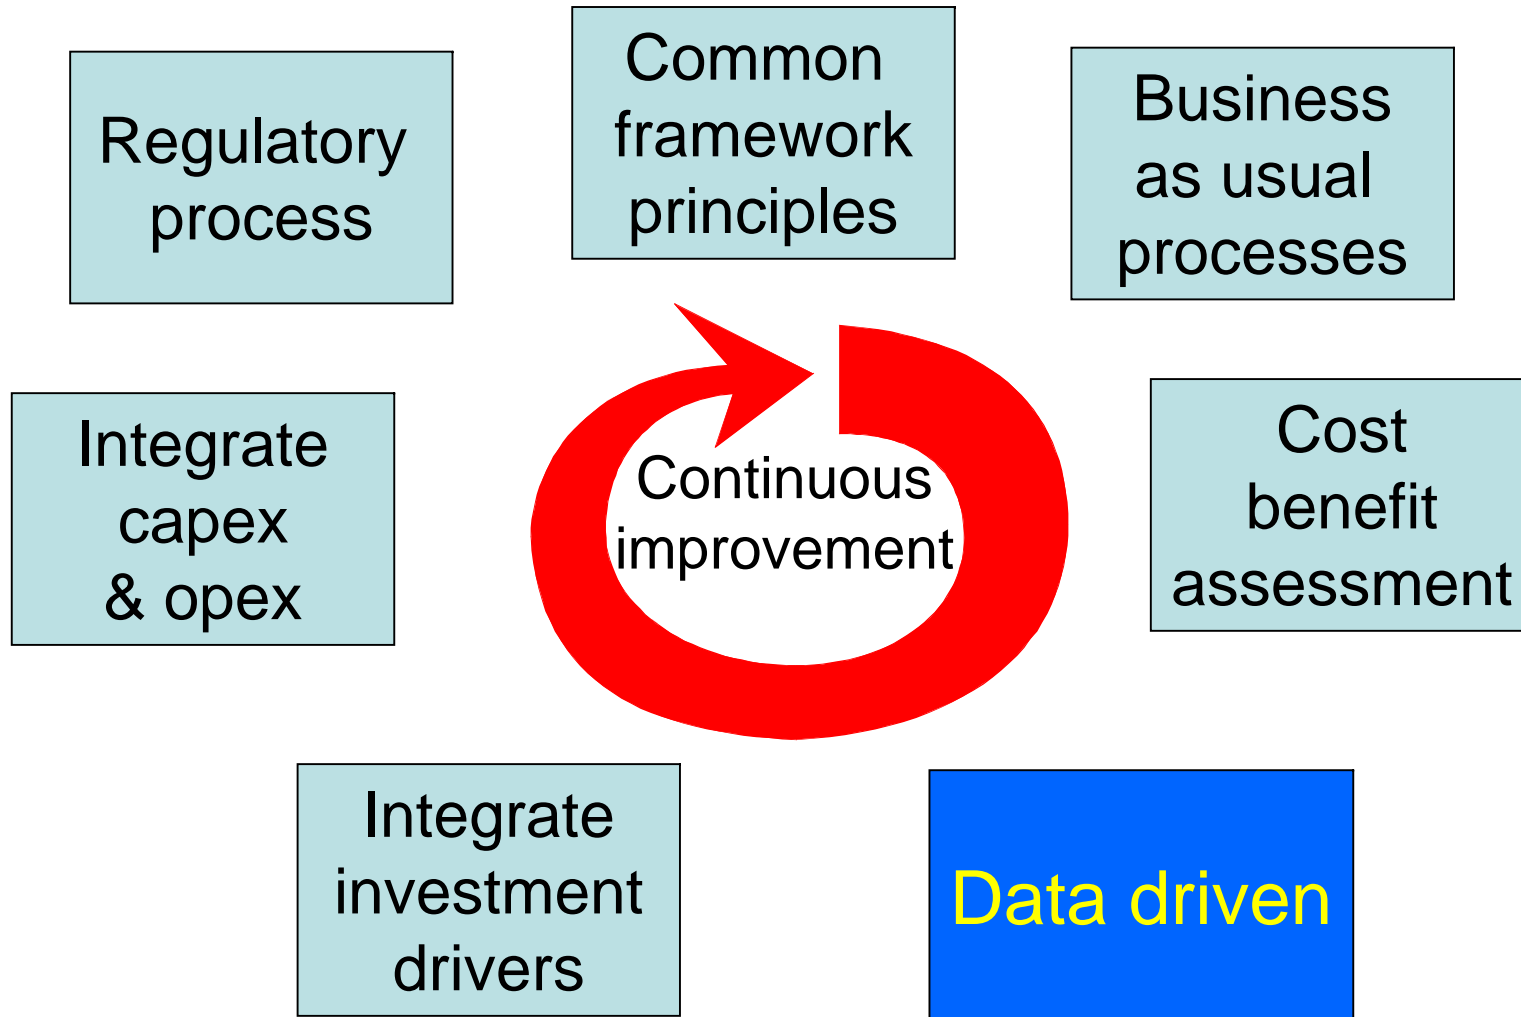 Regulatory
process
Common
framework
principles
Business
as usual
processes
Integrate
capex
& opex
Continuous
improvement
Cost
benefit
assessment
Integrate
investment
drivers
Data driven